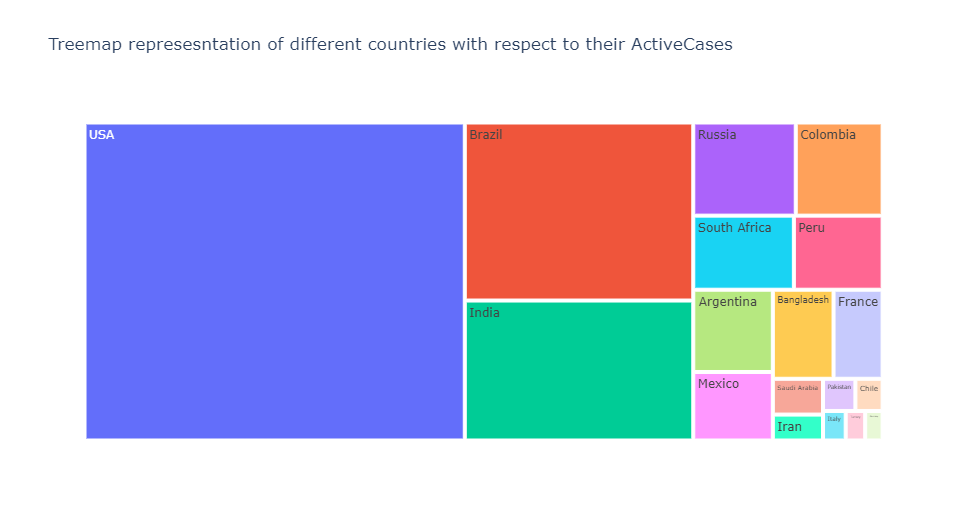 Treemap represesntation of different countries with respect to their ActiveCases
USA
Brazil
India
Russia
Colombia
South Africa
Peru
Argentina
Bangladesh
France
Mexico
Saudi Arabia
Pakistan
Chile
Iran
Italy